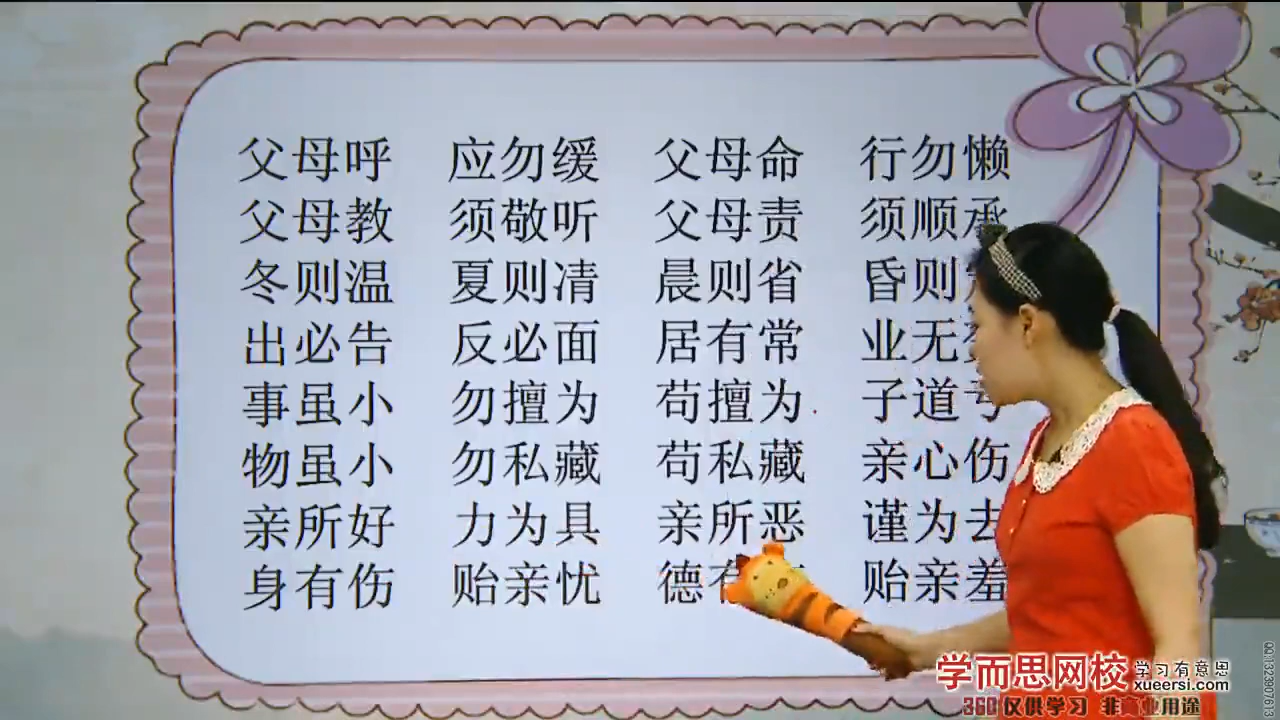 父母呼 应勿缓 父母命 行勿懒
父母教 须敬听 父母责 须顺承
冬则温 夏则凊 晨则省 昏则
出必告 反必面 居有常 业无
事虽小 勿擅为 苟擅为 子道亏
物虽小 勿私藏 苟私藏 亲心伤
亲所好 力为具 亲所恶 谨为去
身有伤 贻亲忧 德有 贻亲羞
学而思网校 学习有意思
xueersi.com
360 仅供学习 非商业用途